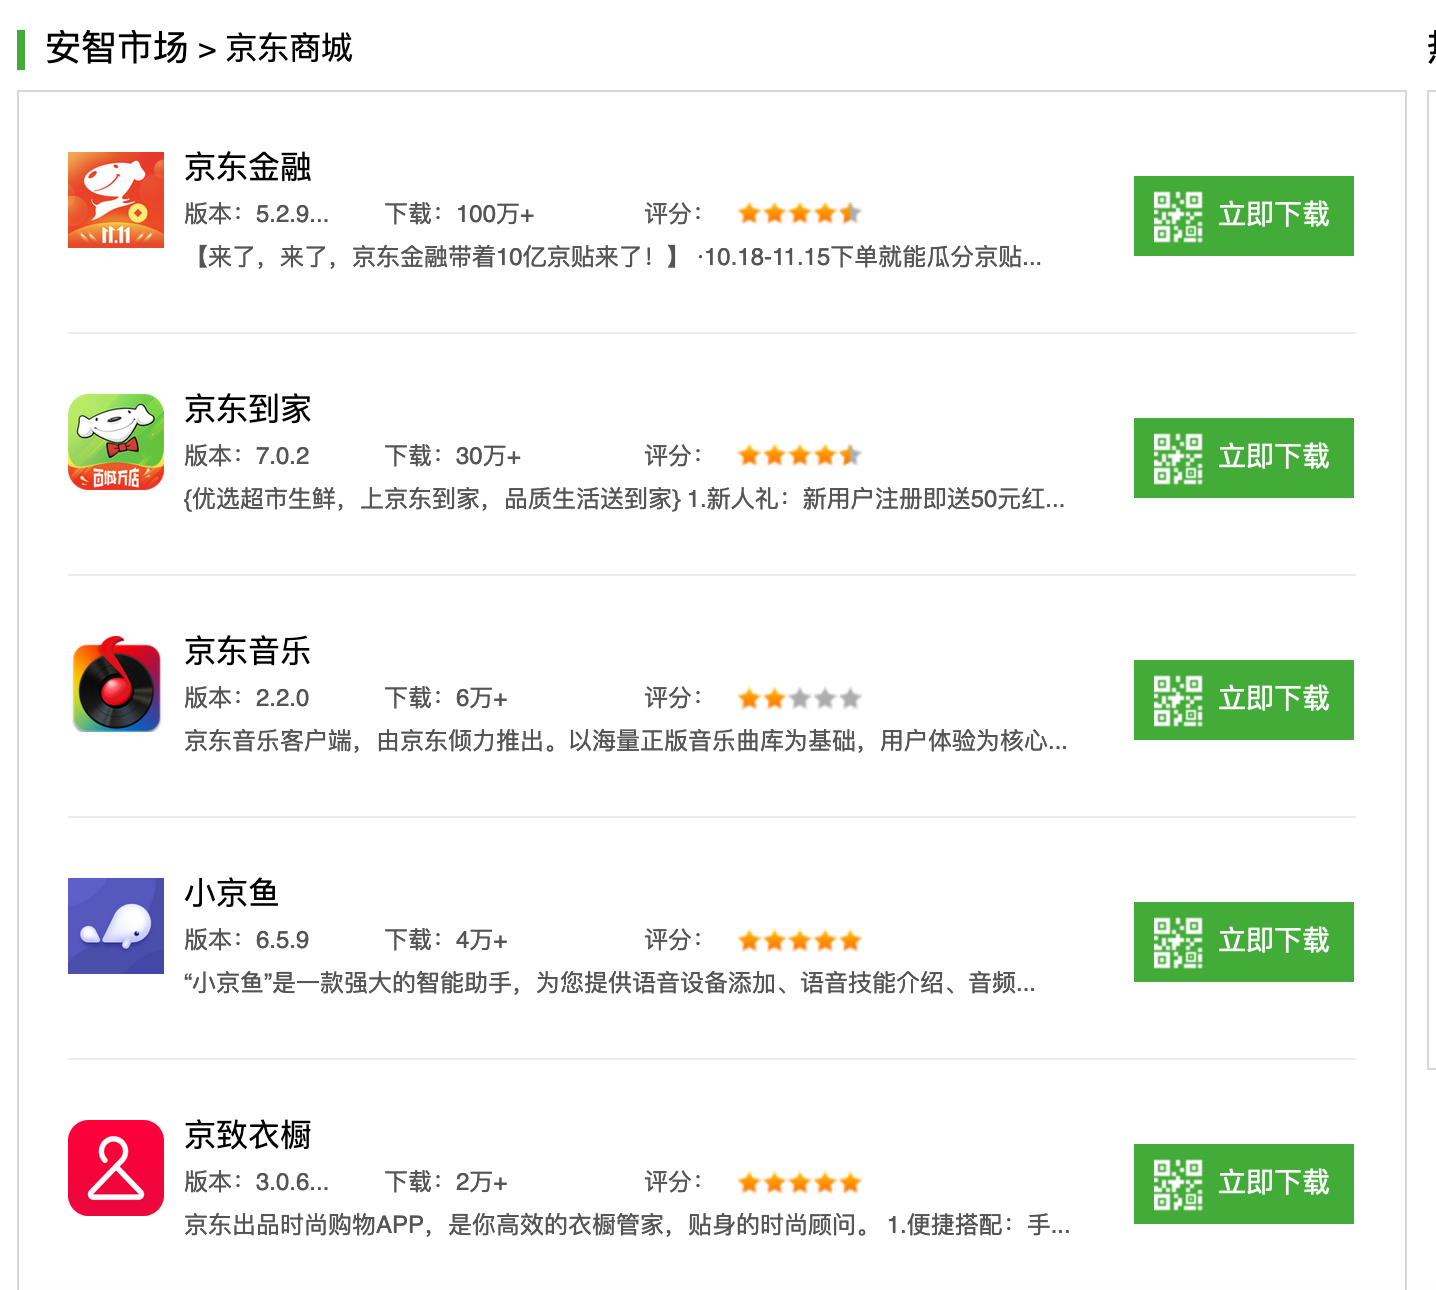 安智市场 > 京东商城
京东金融
版本：5.2.9... 下载：100万+ 评分：
【来了，来了，京东金融带着10亿京贴来了！】 ·10.18-11.15下单就能瓜分京贴...
11.11
立即下载
京东到家
版本：7.0.2 下载：30万+ 评分：
{优选超市生鲜，上京东到家，品质生活送到家} 1.新人礼：新用户注册即送50元红...
百城万店
立即下载
京东音乐
版本：2.2.0 下载：6万+ 评分：
京东音乐客户端，由京东倾力推出。以海量正版音乐曲库为基础，用户体验为核心...
立即下载
小京鱼
版本：6.5.9 下载：4万+ 评分：
“小京鱼”是一款强大的智能助手，为您提供语音设备添加、语音技能介绍、音频...
立即下载
京致衣橱
版本：3.0.6... 下载：2万+ 评分：
京东出品时尚购物APP，是你高效的衣橱管家，贴身的时尚顾问。 1.便捷搭配：手...
立即下载